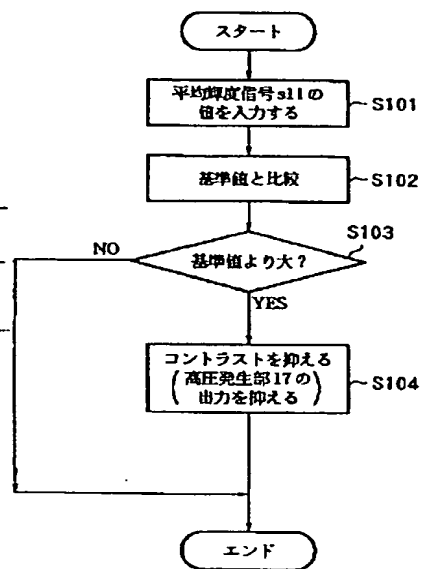 スタート
平均輝度信号s11の
値を入力する
S101
基準値と比較
S102
S103
基準値より大?
NO
YES
コントラストを抑える
(高圧発生部17の
出力を抑える)
S104
エンド